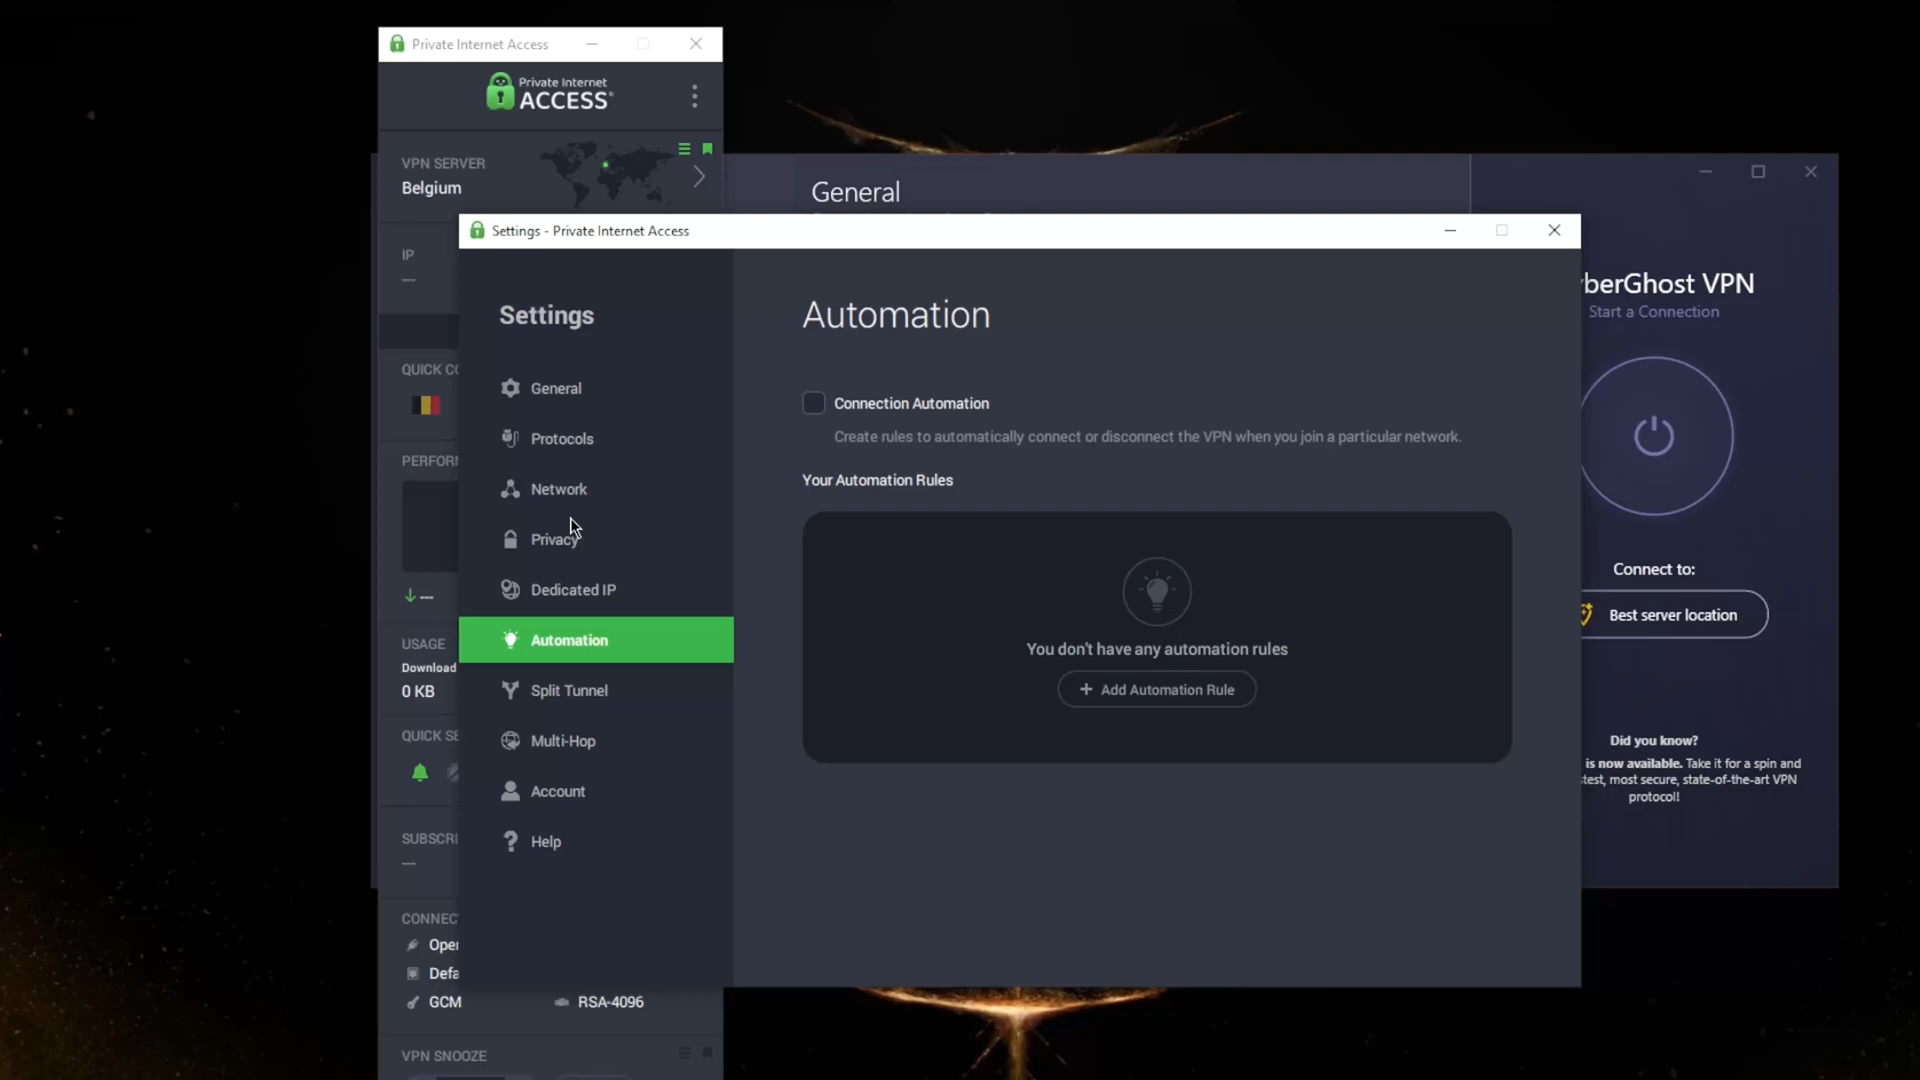 Private Internet Access
Private Internet
ACCESS
VPN SERVER
Belgium
IP
—
QUICK CO
PERFORM
---
USAGE
Download
0 KB
QUICK SE
SUBSCRI
—
CONNEC
Open
Defa
GCM
RSA-4096
VPN SNOOZE
General
Settings - Private Internet Access
Settings
General
Protocols
Network
Privacy
Dedicated IP
Automation
Split Tunnel
Multi-Hop
Account
Help
Automation
Connection Automation
Create rules to automatically connect or disconnect the VPN when you join a particular network.
Your Automation Rules
You don't have any automation rules
+ Add Automation Rule
berGhost VPN
Start a Connection
Connect to:
Best server location
Did you know?
is now available. Take it for a spin and
test, most secure, state-of-the-art VPN
protocol!